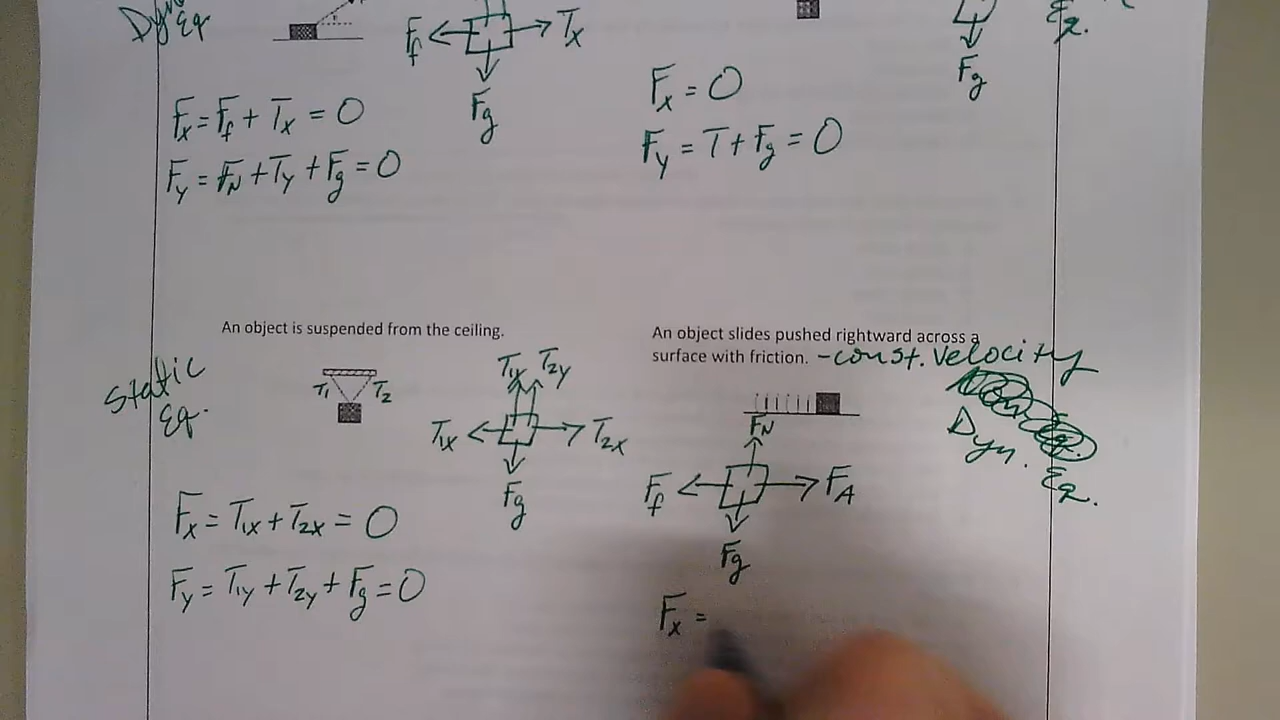 Dyn Eq
Ff Tx
Fg
Fx = Ff + Tx = 0
Fy = FN + Ty + Fg = 0
Eq.
Fg
Fx = 0
Fy = T + Fg = 0
An object is suspended from the ceiling.
Static
Eq.
T1 T2
T1y T2y
T1x T2x
Fg
Fx = T1x + T2x = 0
Fy = T1y + T2y + Fg = 0
An object slides pushed rightward across a
surface with friction. - const. velocity
Dyn.
Eq.
FN
Ff FA
Fg
Fx =